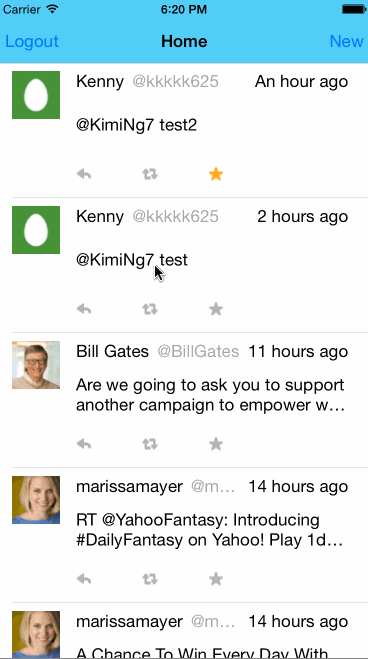 Carrier 6:20 PM
Logout Home New
Kenny @kkkkk625 An hour ago
@KimiNg7 test2
Kenny @kkkkk625 2 hours ago
@KimiNg7 test
Bill Gates @BillGates 11 hours ago
Are we going to ask you to support
another campaign to empower w…
marissamayer @m… 14 hours ago
RT @YahooFantasy: Introducing
#DailyFantasy on Yahoo! Play 1d…
marissamayer @m… 14 hours ago
A Chance To Win Every Day With